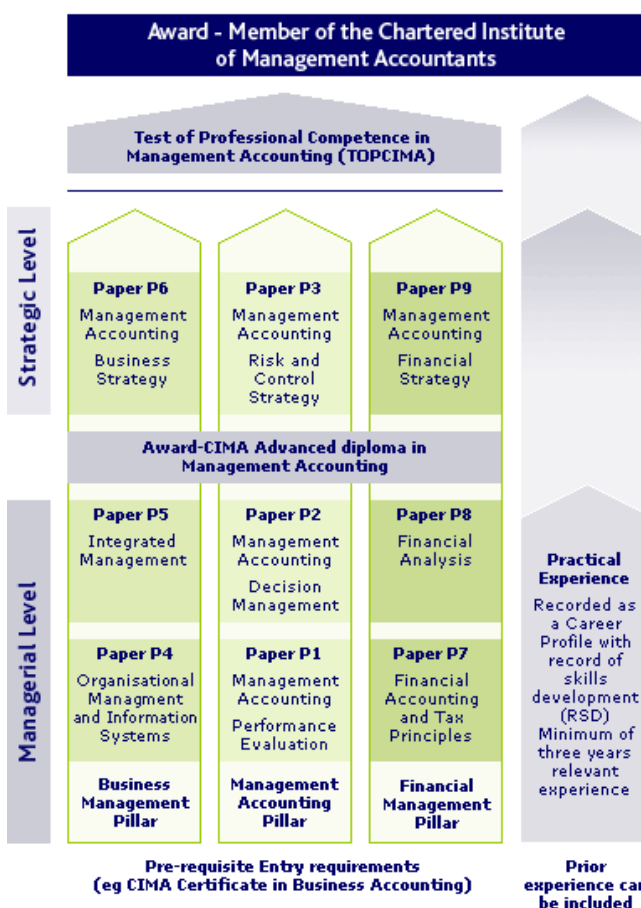 Award - Member of the Chartered Institute
of Management Accountants
Test of Professional Competence in
Management Accounting (TOPCIMA)
Strategic Level
Paper P6
Management
Accounting
Business
Strategy
Paper P3
Management
Accounting
Risk and
Control
Strategy
Paper P9
Management
Accounting
Financial
Strategy
Award-CIMA Advanced diploma in
Management Accounting
Managerial Level
Paper P5
Integrated
Management
Paper P2
Management
Accounting
Decision
Management
Paper P8
Financial
Analysis
Paper P4
Organisational
Managment
and Information
Systems
Paper P1
Management
Accounting
Performance
Evaluation
Paper P7
Financial
Accounting
and Tax
Principles
Business
Management
Pillar
Management
Accounting
Pillar
Financial
Management
Pillar
Practical
Experience
Recorded as
a Career
Profile with
record of
skills
development
(RSD)
Minimum of
three years
relevant
experience
Pre-requisite Entry requirements
(eg CIMA Certificate in Business Accounting)
Prior
experience can
be included